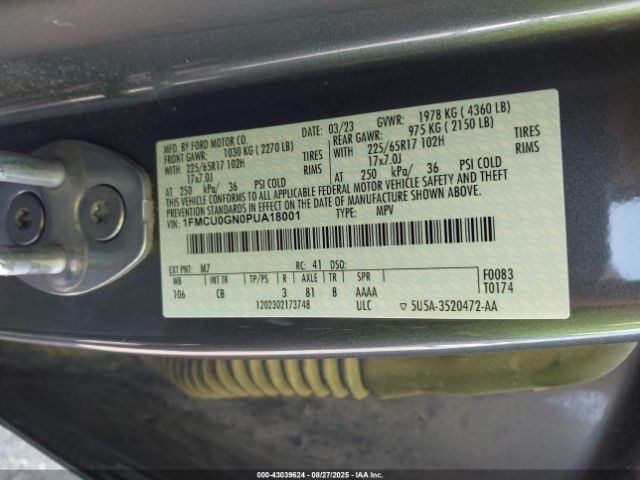 MFD. BY FORD MOTOR CO. DATE: 03/23 GVWR: 1978 KG ( 4360 LB)
FRONT GAWR: 1030 KG ( 2270 LB) REAR GAWR: 975 KG ( 2150 LB)
WITH 225/65R17 102H TIRES WITH 225/65R17 102H TIRES
17x7.0J RIMS 17x7.0J RIMS
AT 250 kPa/ 36 PSI COLD AT 250 kPa/ 36 PSI COLD
THIS VEHICLE CONFORMS TO ALL APPLICABLE FEDERAL MOTOR VEHICLE SAFETY AND THEFT
PREVENTION STANDARDS IN EFFECT ON THE DATE OF MANUFACTURE SHOWN ABOVE.
VIN: 1FMCU0GN0PUA18001 TYPE: MPV
EXT PNT: M7 RC: 41 DSO: F0083
WB INT TR TP/PS R AXLE TR SPR T0174
106 CB 3 81 8 AAAA
1202302173748 ULC ▽ 5U5A-3520472-AA
000-43039624 - 08/27/2025 - Copyright © 2025 IAA, LLC